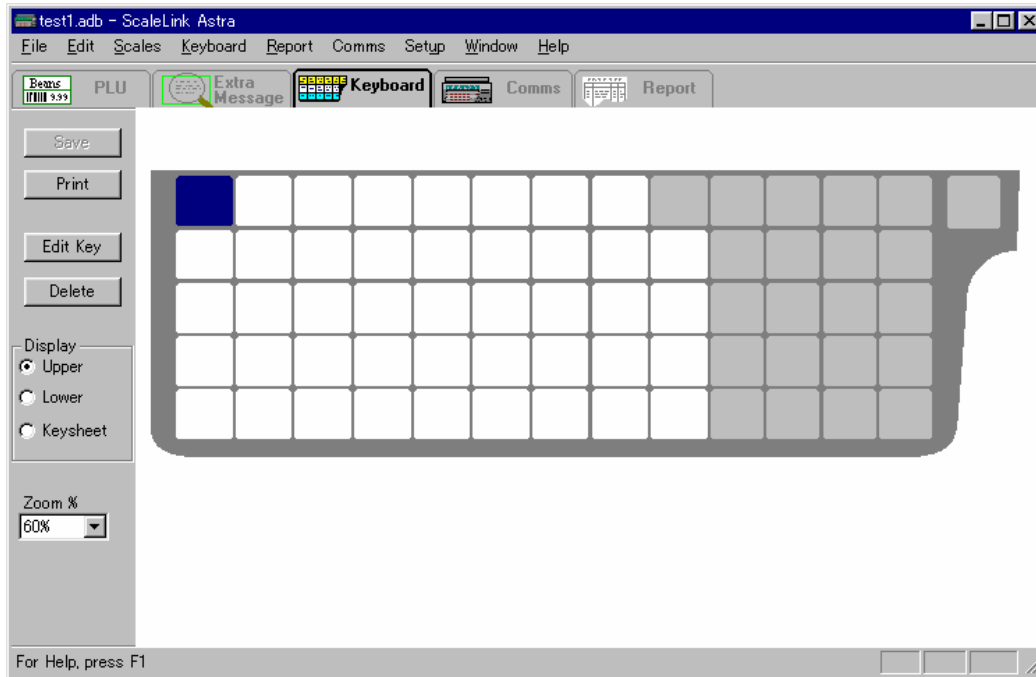 test1.adb - ScaleLink Astra
File Edit Scales Keyboard Report Comms Setup Window Help
Beans
9.99
PLU
Extra
Message
Keyboard
Comms
Report
Save
Print
Edit Key
Delete
Display
Upper
Lower
Keysheet
Zoom %
60%
For Help, press F1